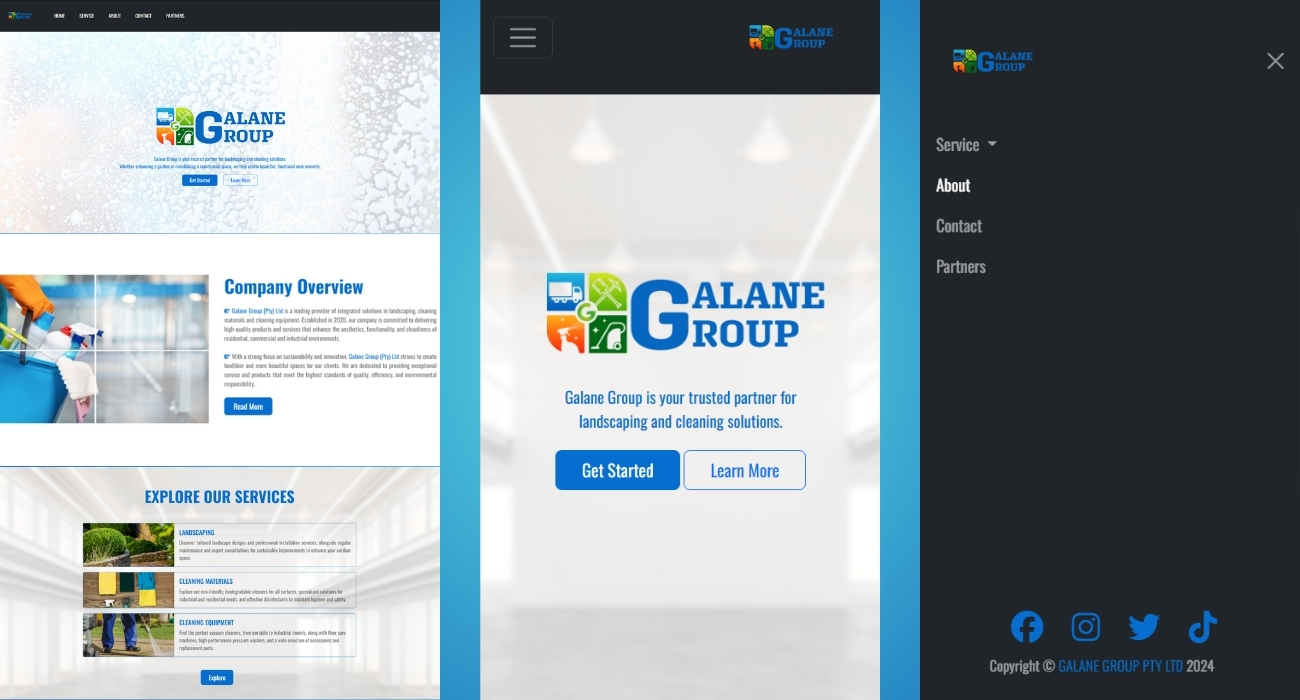 GALANE
GROUP
HOME
SERVICE
ABOUT
CONTACT
PARTNERS
GALANE
GROUP
Galane Group is your trusted partner for landscaping and cleaning solutions.
Whether enhancing a garden or maintaining a commercial space, we help create beautiful, functional environments.
Get Started
Learn More
Company Overview
Galane Group (Pty) Ltd is a leading provider of integrated solutions in landscaping, cleaning
materials and cleaning equipment. Established in 2020, our company is committed to delivering
high-quality products and services that enhance the aesthetics, functionality, and cleanliness of
residential, commercial and industrial environments.
With a strong focus on sustainability and innovation, Galane Group (Pty) Ltd strives to create
healthier and more beautiful spaces for our clients. We are dedicated to providing exceptional
service and products that meet the highest standards of quality, efficiency, and environmental
responsibility.
Read More
EXPLORE OUR SERVICES
LANDSCAPING
Discover tailored landscape designs and professional installation services, alongside regular
maintenance and expert consultations for sustainable improvements to enhance your outdoor
space.
CLEANING MATERIALS
Explore our eco-friendly, biodegradable cleaners for all surfaces, specialized solutions for
industrial and residential needs, and effective disinfectants to maintain hygiene and safety.
CLEANING EQUIPMENT
Find the perfect vacuum cleaners, from portable to industrial models, along with floor care
machines, high-performance pressure washers, and a wide selection of accessories and
replacement parts.
Explore
GALANE
GROUP
G
GALANE
GROUP
Galane Group is your trusted partner for
landscaping and cleaning solutions.
Get Started
Learn More
GALANE
GROUP
Service
About
Contact
Partners
Copyright © GALANE GROUP PTY LTD 2024